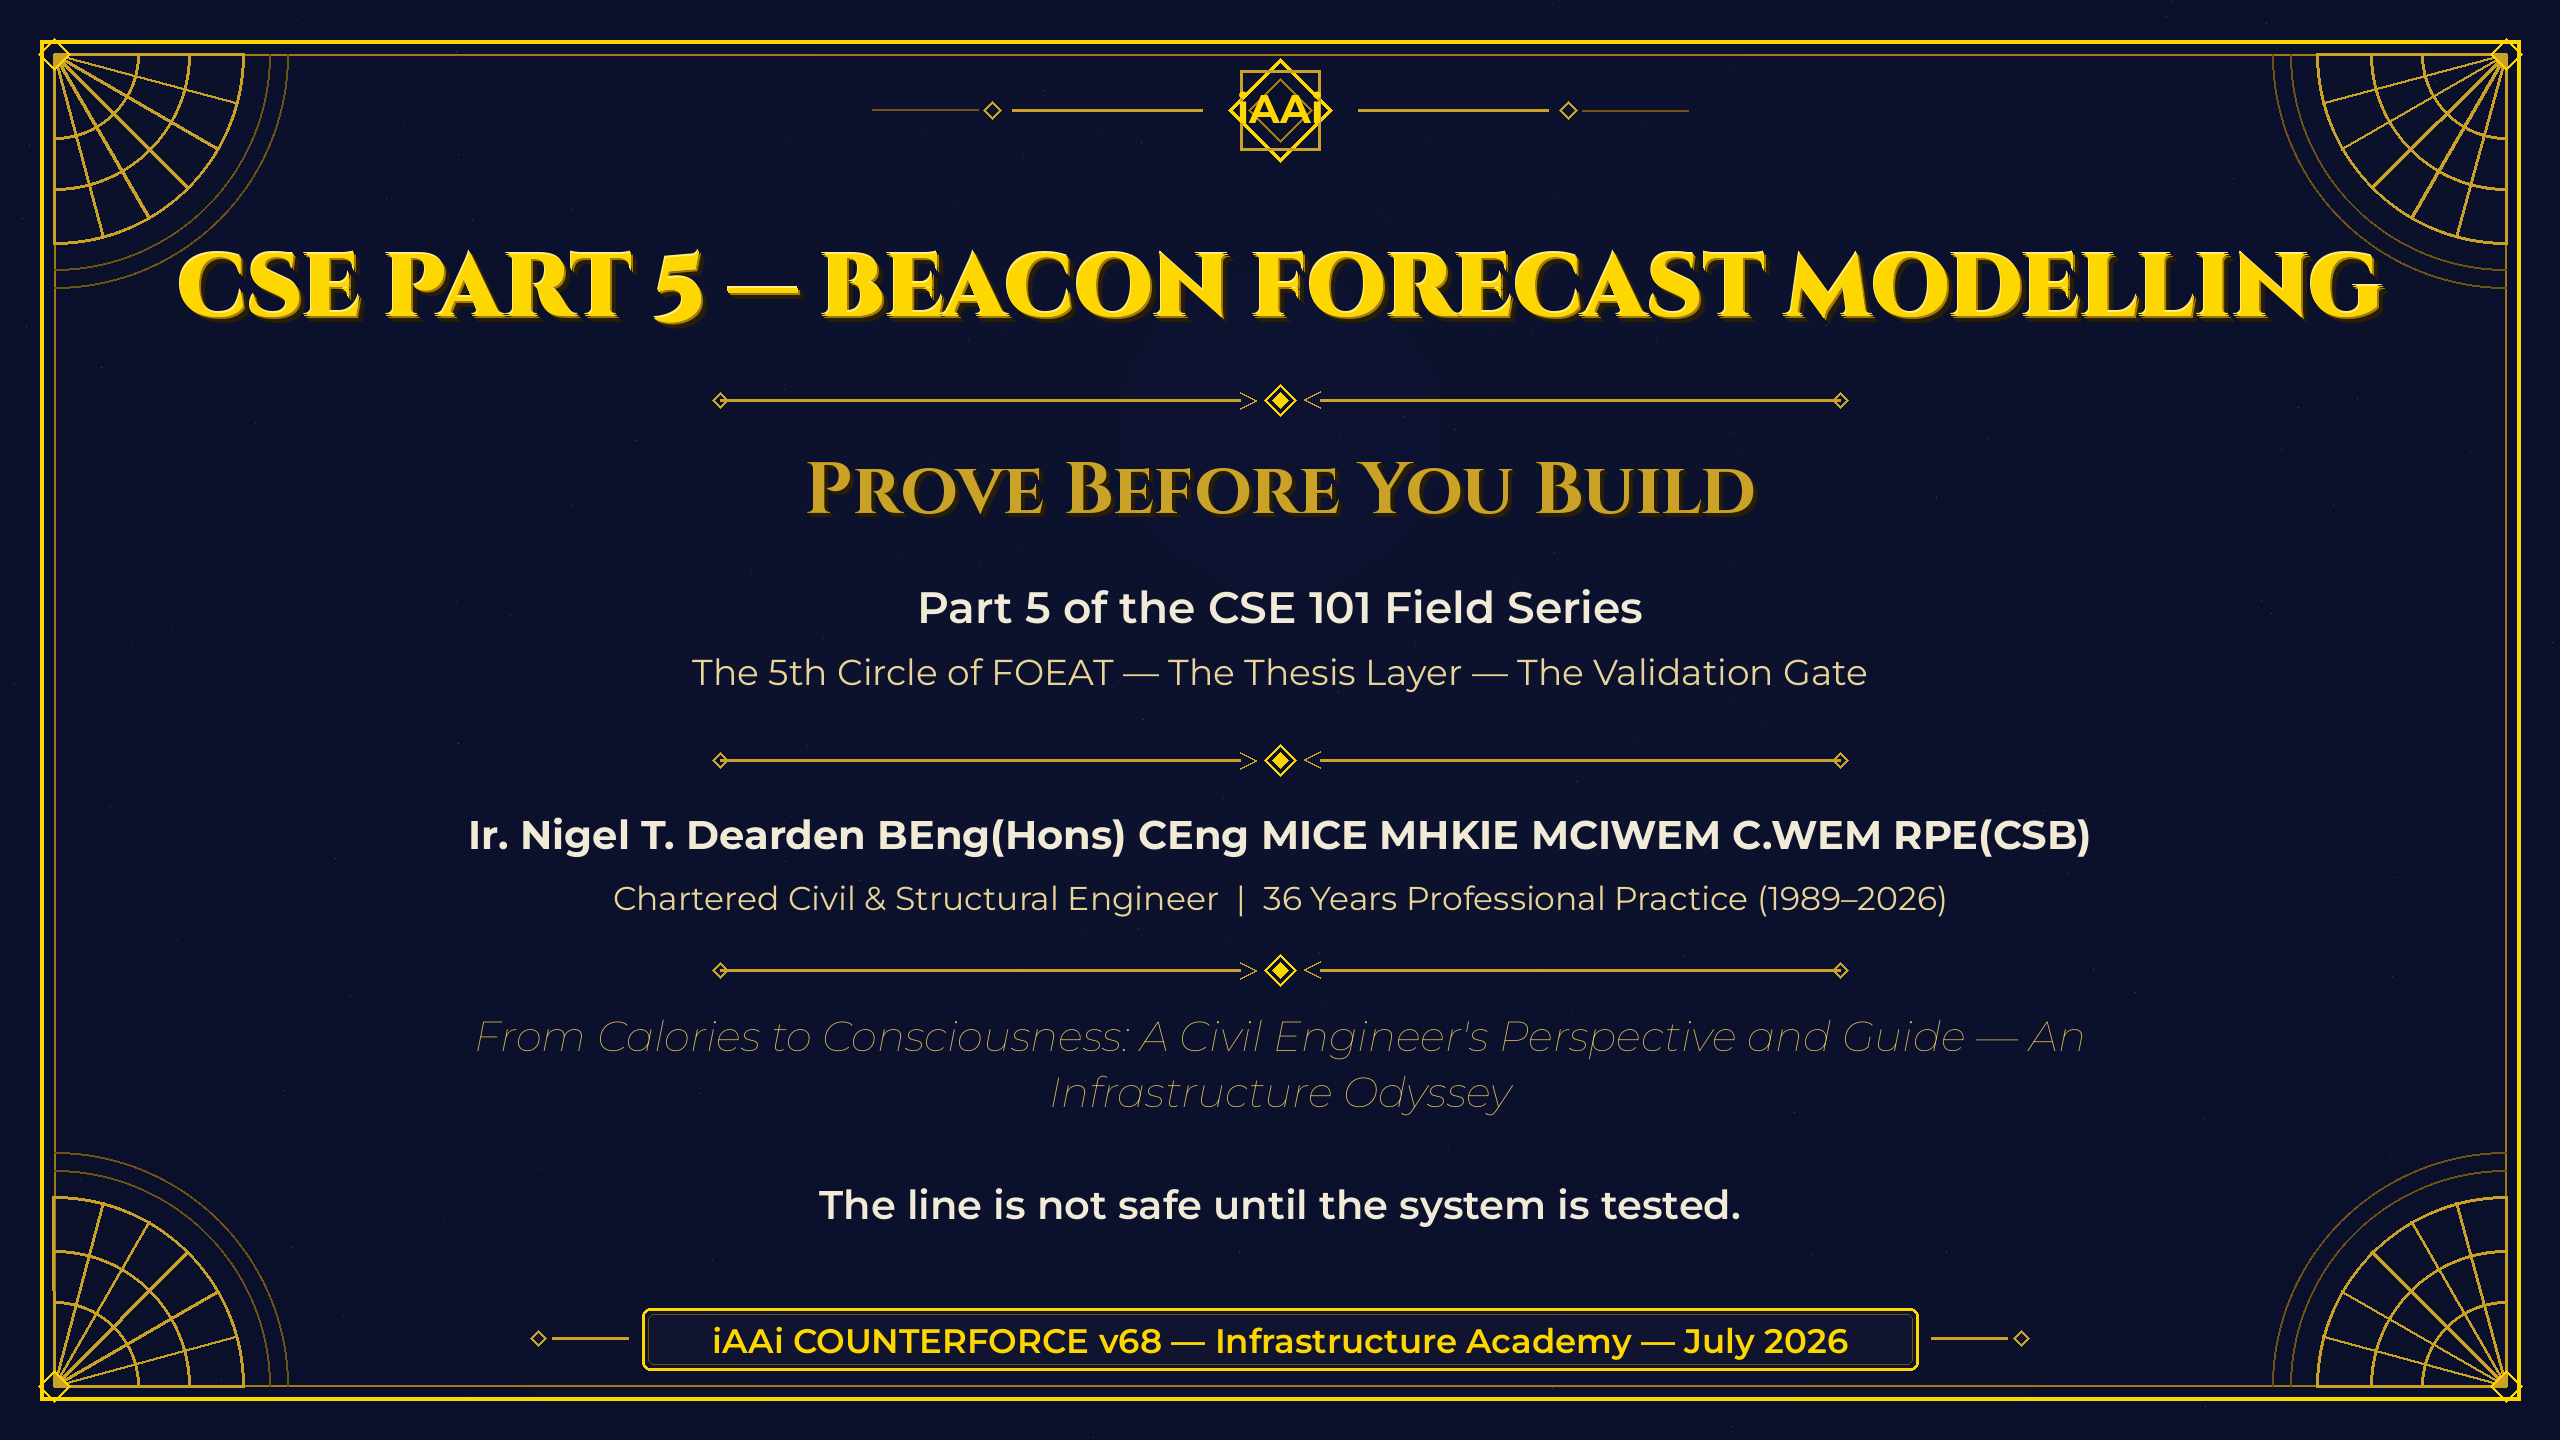 iAAi
CSE PART 5 — BEACON FORECAST MODELLING
PROVE BEFORE YOU BUILD
Part 5 of the CSE 101 Field Series
The 5th Circle of FOEAT — The Thesis Layer — The Validation Gate
Ir. Nigel T. Dearden BEng(Hons) CEng MICE MHKIE MCIWEM C.WEM RPE(CSB)
Chartered Civil & Structural Engineer | 36 Years Professional Practice (1989–2026)
From Calories to Consciousness: A Civil Engineer's Perspective and Guide — An
Infrastructure Odyssey
The line is not safe until the system is tested.
iAAi COUNTERFORCE v68 — Infrastructure Academy — July 2026